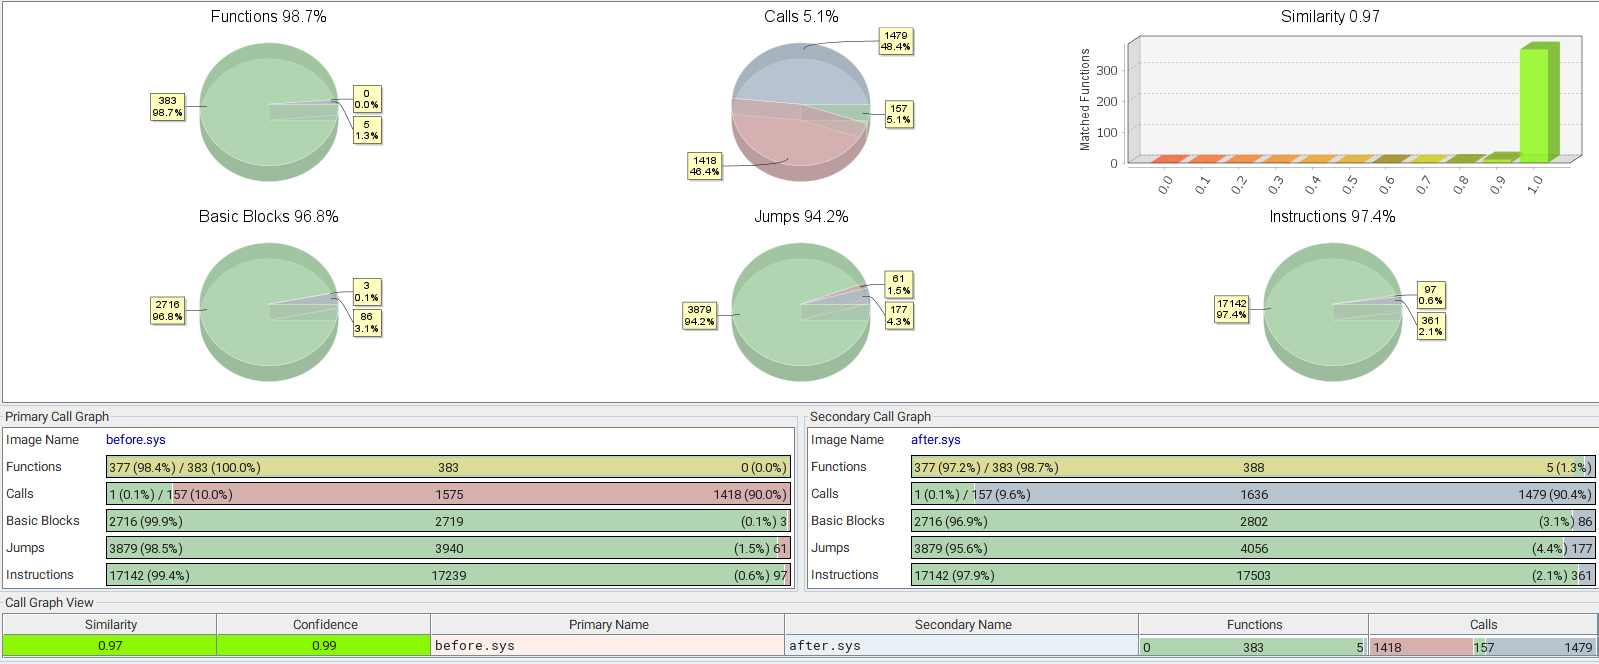 Functions 98.7%
383
98.7%
0
0.0%
5
1.3%
Calls 5.1%
1479
48.4%
157
5.1%
1418
46.4%
Similarity 0.97
Matched Functions
300
200
100
0
0.0 0.1 0.2 0.3 0.4 0.5 0.6 0.7 0.8 0.9 1.0
Basic Blocks 96.8%
2716
96.8%
3
0.1%
86
3.1%
Jumps 94.2%
3879
94.2%
61
1.5%
177
4.3%
Instructions 97.4%
17142
97.4%
97
0.6%
361
2.1%
Primary Call Graph
Image Name before.sys
Functions 377 (98.4%) / 383 (100.0%) 383 0 (0.0%)
Calls 1 (0.1%) / 157 (10.0%) 1575 1418 (90.0%)
Basic Blocks 2716 (99.9%) 2719 (0.1%) 3
Jumps 3879 (98.5%) 3940 (1.5%) 61
Instructions 17142 (99.4%) 17239 (0.6%) 97
Secondary Call Graph
Image Name after.sys
Functions 377 (97.2%) / 383 (98.7%) 388 5 (1.3%)
Calls 1 (0.1%) / 157 (9.6%) 1636 1479 (90.4%)
Basic Blocks 2716 (96.9%) 2802 (3.1%) 86
Jumps 3879 (95.6%) 4056 (4.4%) 177
Instructions 17142 (97.9%) 17503 (2.1%) 361
Call Graph View
Similarity Confidence Primary Name Secondary Name Functions Calls
0.97 0.99 before.sys after.sys 0 383 5 1418 157 1479